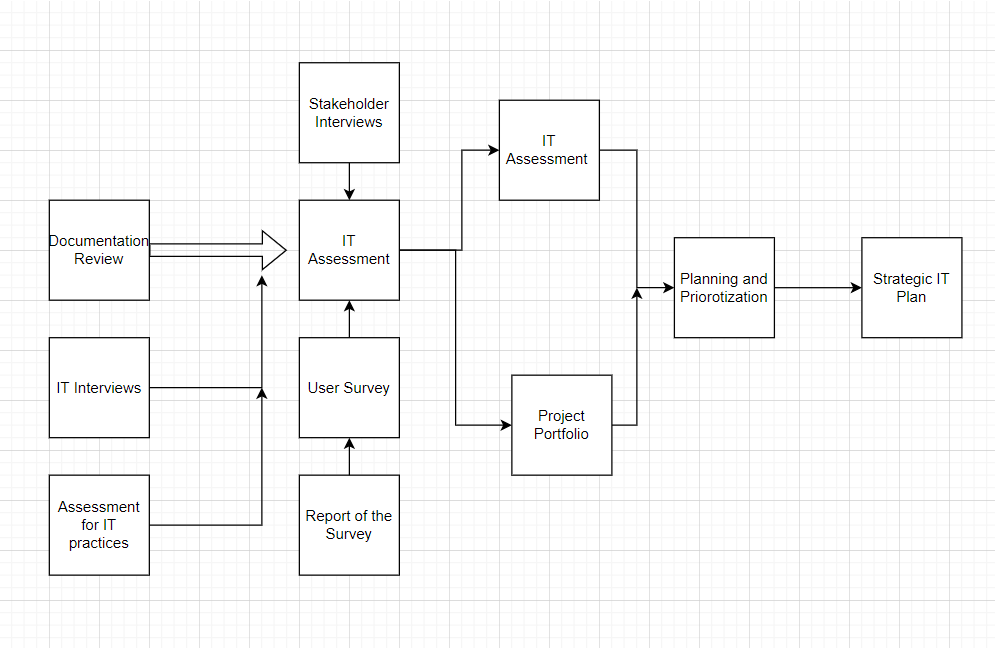 Stakeholder
Interviews
IT
Assessment
Documentation
Review
IT
Assessment
Planning and
Priorotization
Strategic IT
Plan
IT Interviews
User Survey
Project
Portfolio
Assessment
for IT
practices
Report of the
Survey